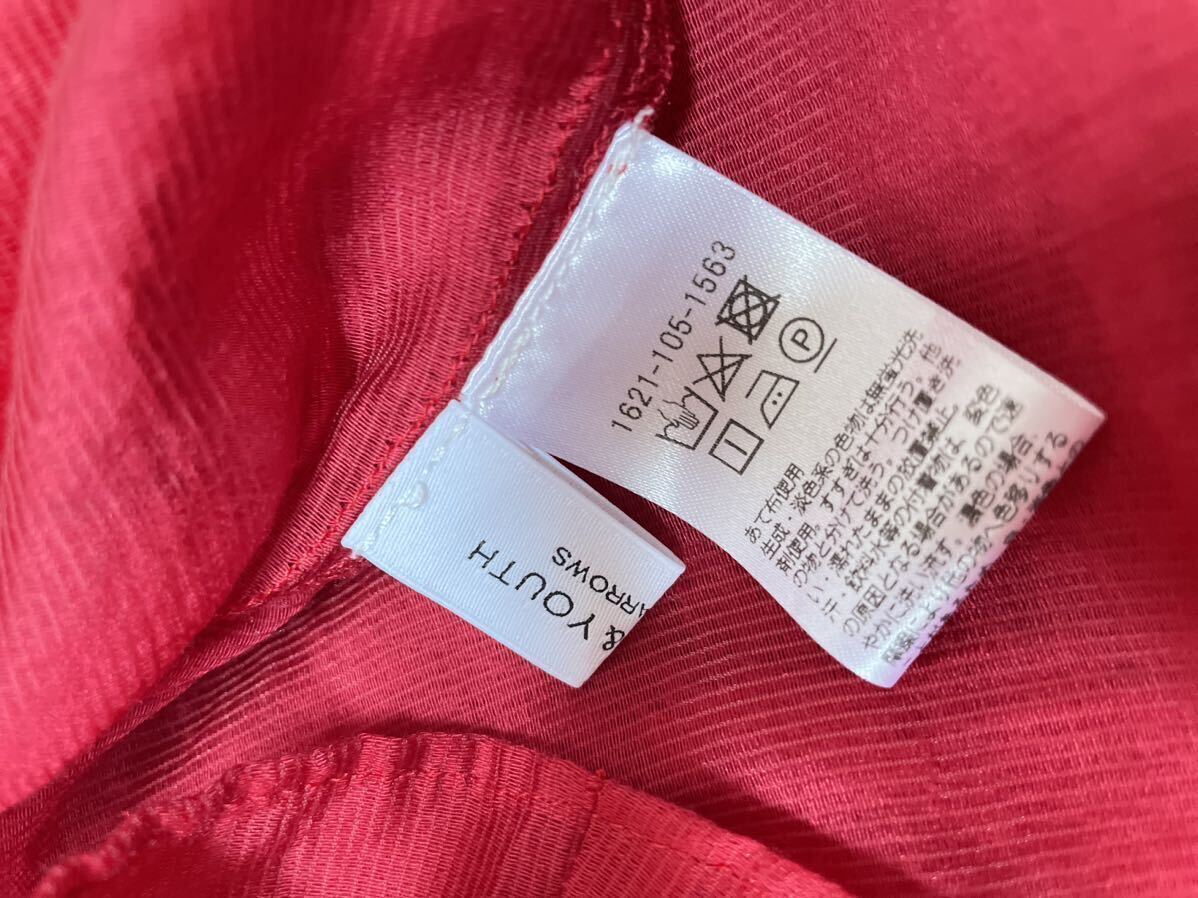 1621-105-1563
P
あて布使用
生成・淡色系の色物は無蛍光洗
剤使用。すすぎは十分行う。他
の物と分けて洗う。つけ置き洗
い・濡れたままの放置禁止
汗・飲料水等の付着物は、変色
の原因となる場合があるので速
やかに洗い流す。濃色の場合、
& YOUTH
ARROWS